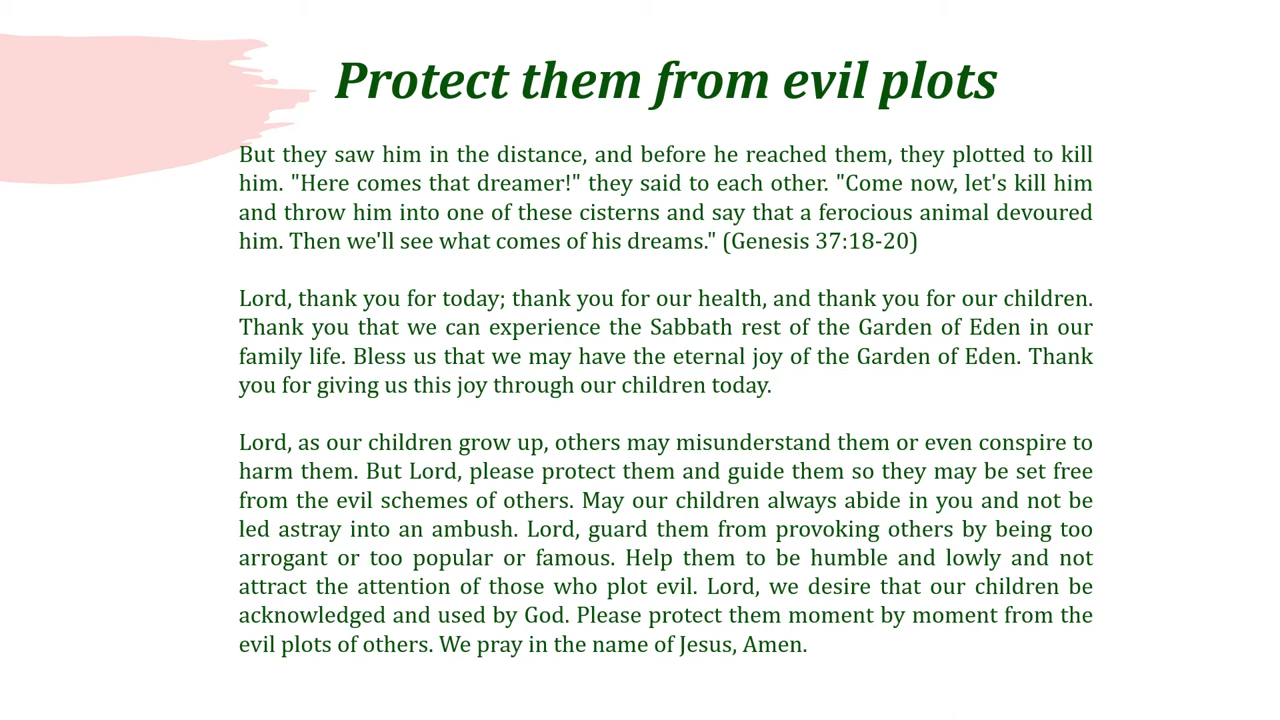 Protect them from evil plots
But they saw him in the distance, and before he reached them, they plotted to kill
him. "Here comes that dreamer!" they said to each other. "Come now, let's kill him
and throw him into one of these cisterns and say that a ferocious animal devoured
him. Then we'll see what comes of his dreams." (Genesis 37:18-20)
Lord, thank you for today; thank you for our health, and thank you for our children.
Thank you that we can experience the Sabbath rest of the Garden of Eden in our
family life. Bless us that we may have the eternal joy of the Garden of Eden. Thank
you for giving us this joy through our children today.
Lord, as our children grow up, others may misunderstand them or even conspire to
harm them. But Lord, please protect them and guide them so they may be set free
from the evil schemes of others. May our children always abide in you and not be
led astray into an ambush. Lord, guard them from provoking others by being too
arrogant or too popular or famous. Help them to be humble and lowly and not
attract the attention of those who plot evil. Lord, we desire that our children be
acknowledged and used by God. Please protect them moment by moment from the
evil plots of others. We pray in the name of Jesus, Amen.